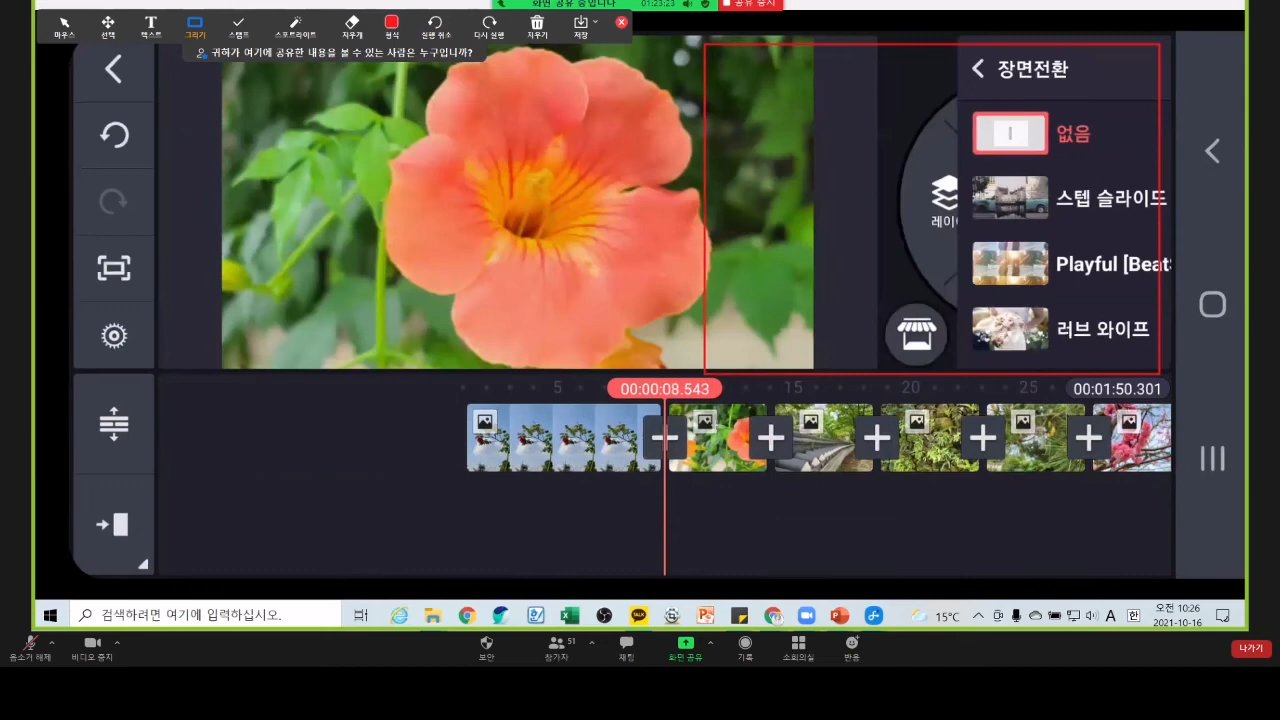 화면 공유 중입니다
01:23:23
공유 중지
마우스
선택
텍스트
그리기
스탬프
스포트라이트
지우개
형식
실행 취소
다시 실행
지우기
저장
귀하가 여기에 공유한 내용을 볼 수 있는 사람은 누구입니까?
장면전환
없음
스텝 슬라이드
레이
Playful [Beat
러브 와이프
5
00:00:08.543
15
20
25
00:01:50.301
검색하려면 여기에 입력하십시오.
TALK
15°C
A
한
오전 10:26
2021-10-16
음소거 해제
비디오 중지
보안
51
참가자
채팅
화면 공유
기록
소회의실
반응
나가기